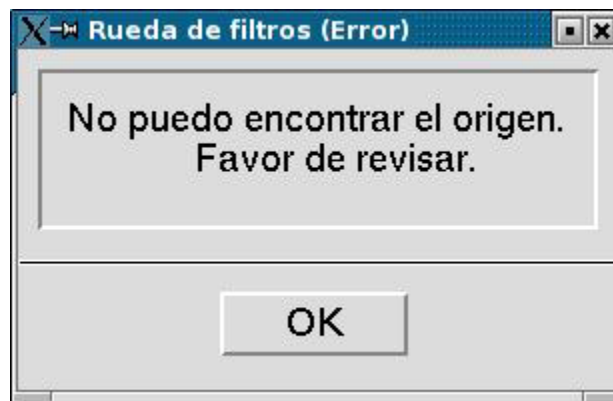 Rueda de filtros (Error)
No puedo encontrar el origen.
Favor de revisar.
OK